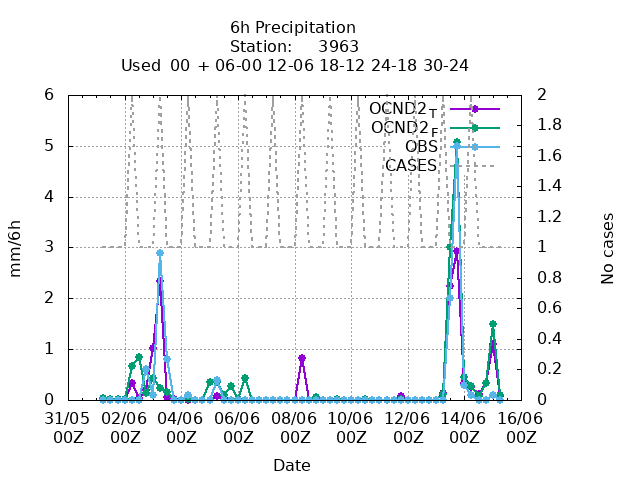 6h Precipitation
Station: 3963
Used 00 + 06-00 12-06 18-12 24-18 30-24
mm/6h
6
5
4
3
2
1
0
OCND2T
OCND2F
OBS
CASES
2
1.8
1.6
1.4
1.2
1
0.8
0.6
0.4
0.2
0
No cases
31/05 02/06 04/06 06/06 08/06 10/06 12/06 14/06 16/06
00Z 00Z 00Z 00Z 00Z 00Z 00Z 00Z 00Z
Date